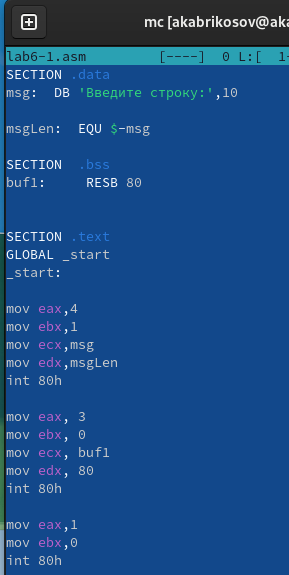 mc [akabrikosov@aka
lab6-1.asm [----] 0 L:[ 1-
SECTION .data
msg: DB 'Введите строку:',10
msgLen: EQU $-msg
SECTION .bss
buf1: RESB 80
SECTION .text
GLOBAL _start
_start:
mov eax,4
mov ebx,1
mov ecx,msg
mov edx,msgLen
int 80h
mov eax, 3
mov ebx, 0
mov ecx, buf1
mov edx, 80
int 80h
mov eax,1
mov ebx,0
int 80h